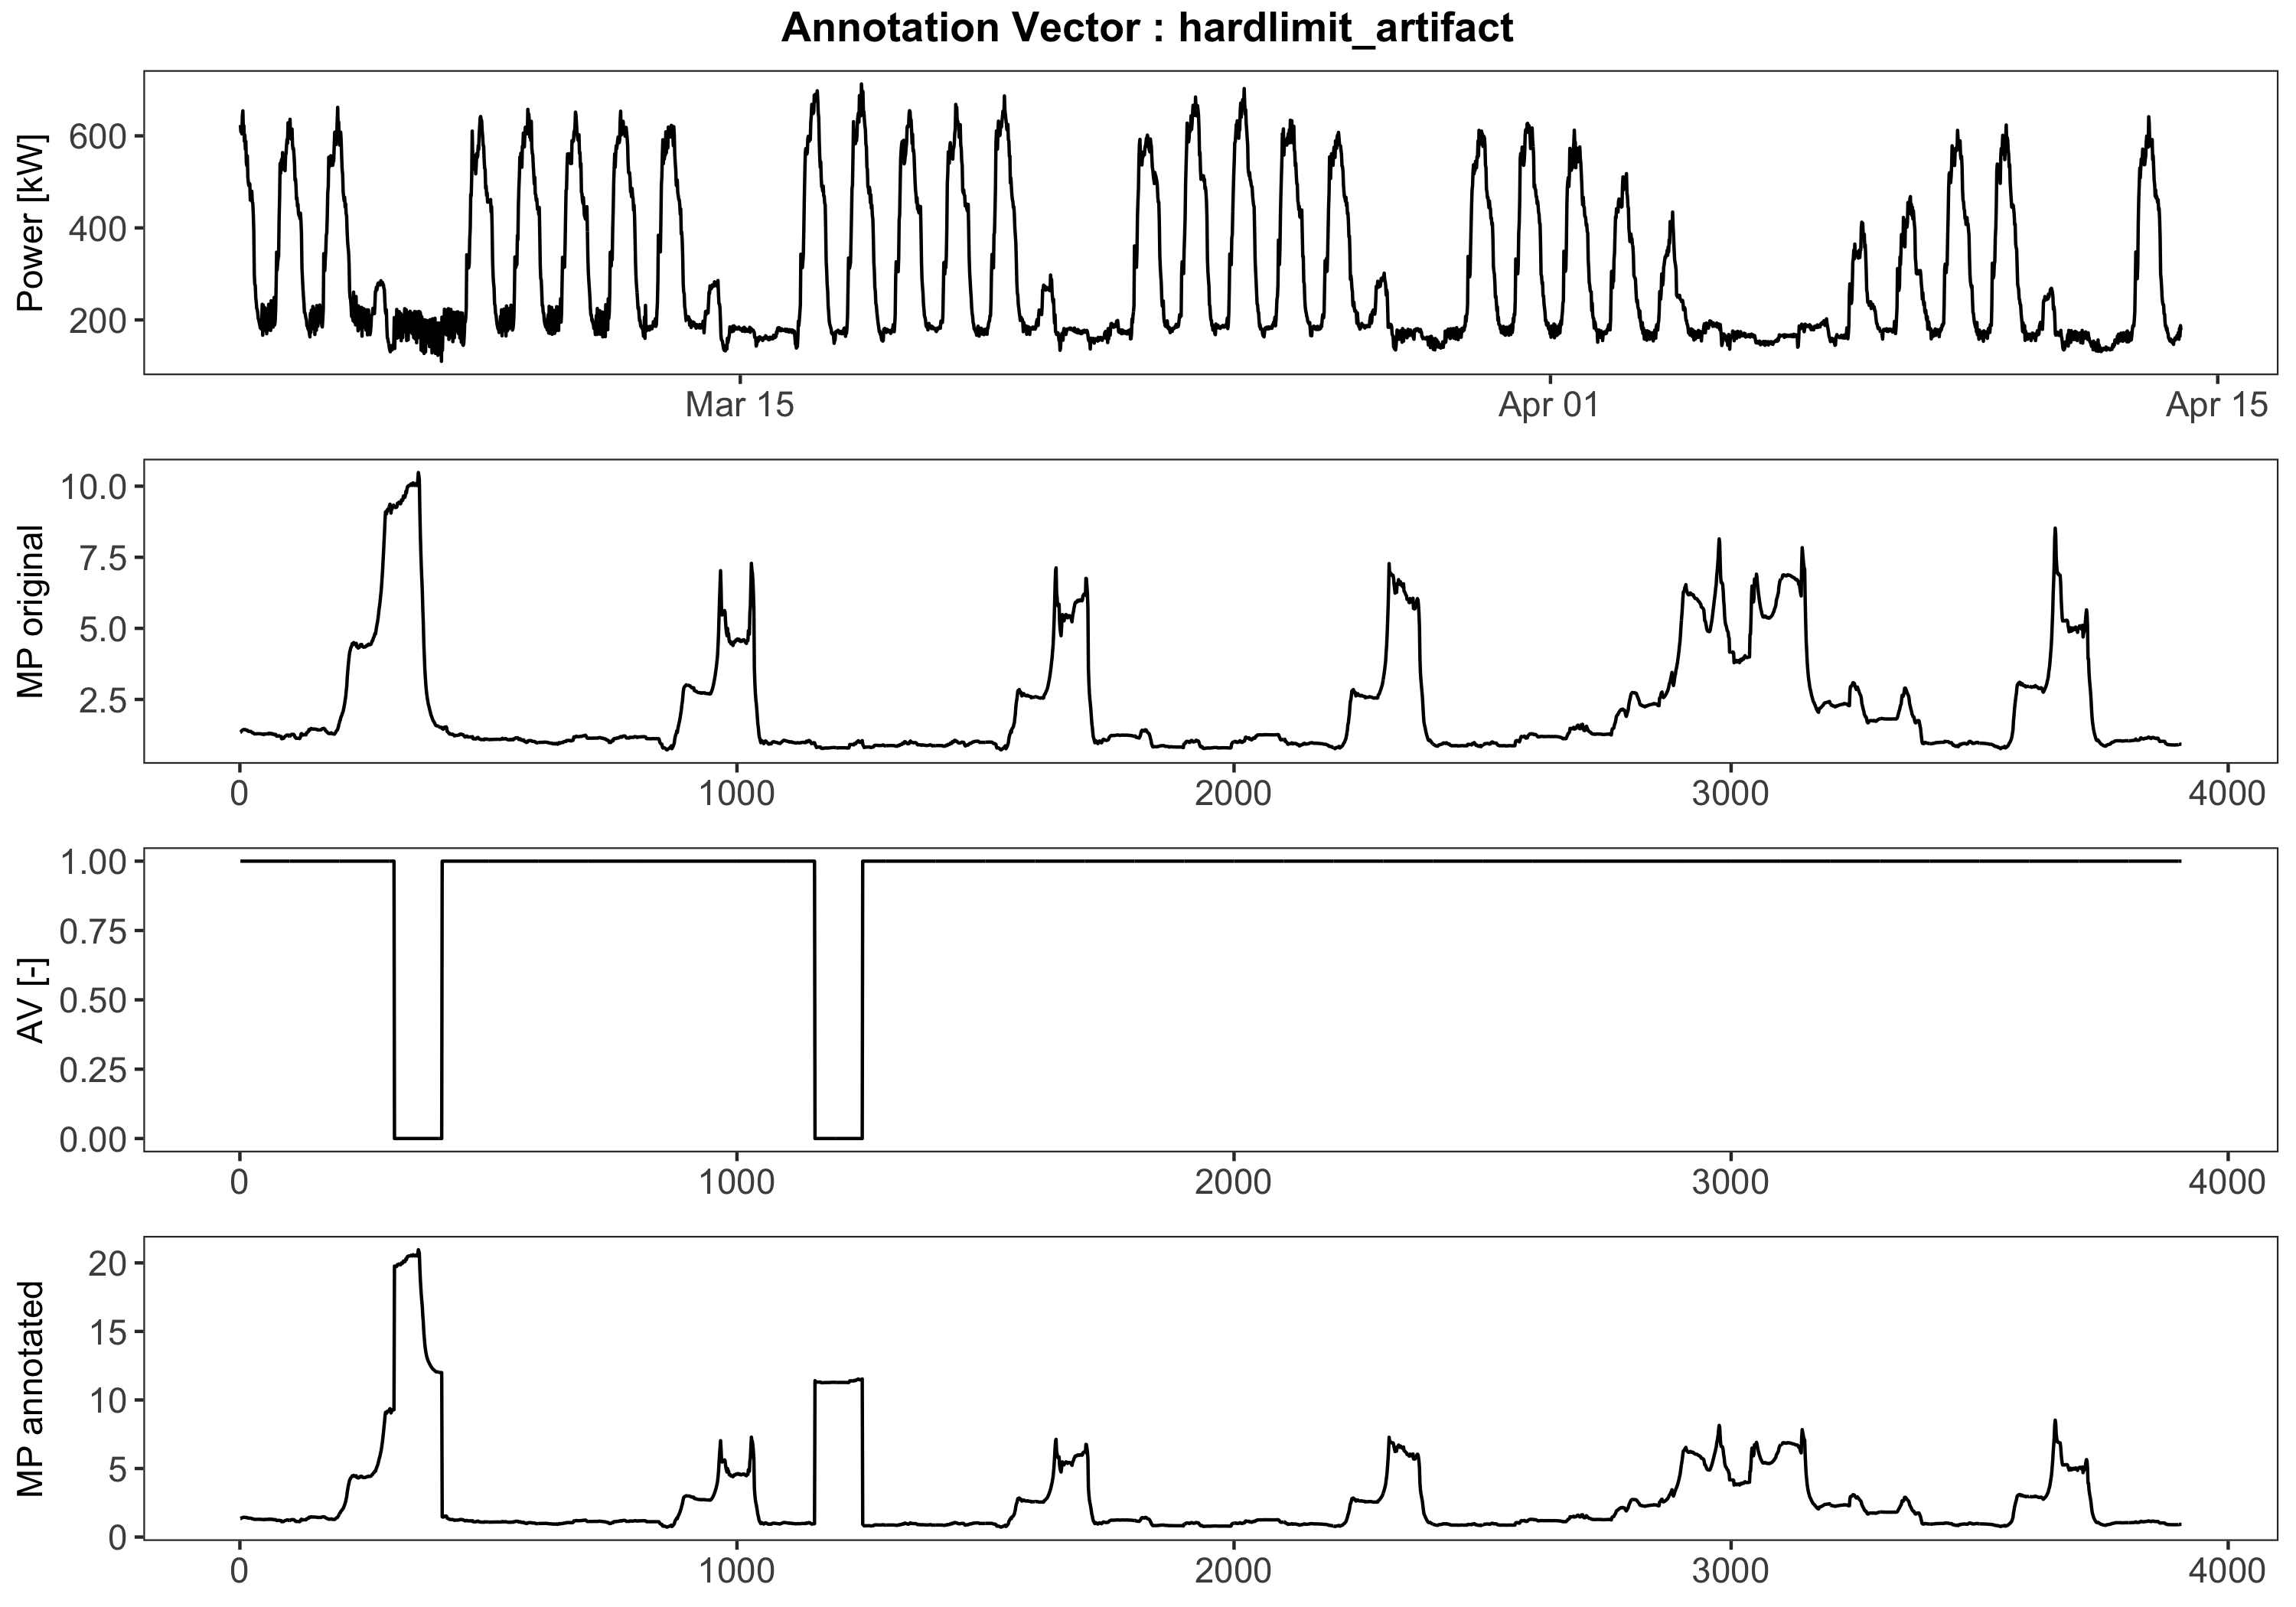 Annotation Vector : hardlimit_artifact
Power [kW]
600
400
200
Mar 15 Apr 01 Apr 15
MP original
10.0
7.5
5.0
2.5
0 1000 2000 3000 4000
AV [-]
1.00
0.75
0.50
0.25
0.00
0 1000 2000 3000 4000
MP annotated
20
15
10
5
0
0 1000 2000 3000 4000